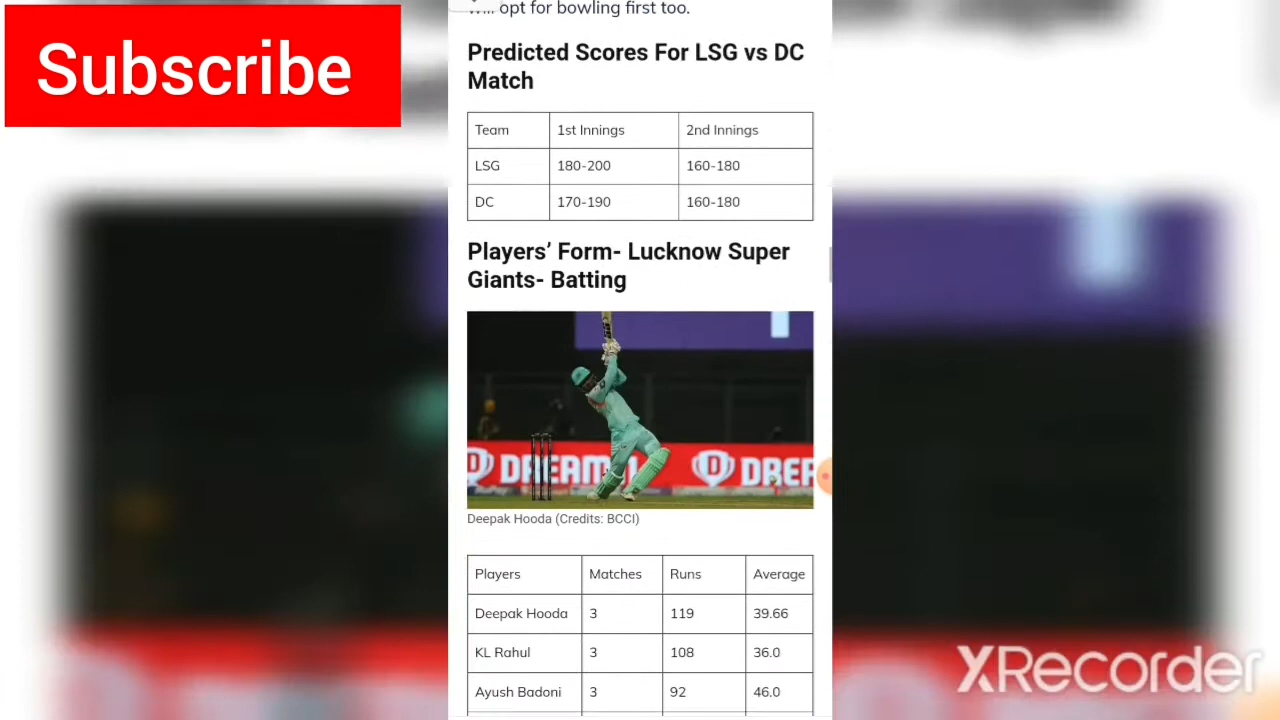 Subscribe
will opt for bowling first too.
Predicted Scores For LSG vs DC
Match
Team 1st Innings 2nd Innings
LSG 180-200 160-180
DC 170-190 160-180
Players’ Form- Lucknow Super
Giants- Batting
DREAM DREA
Deepak Hooda (Credits: BCCI)
Players Matches Runs Average
Deepak Hooda 3 119 39.66
KL Rahul 3 108 36.0
Ayush Badoni 3 92 46.0
XRecorder